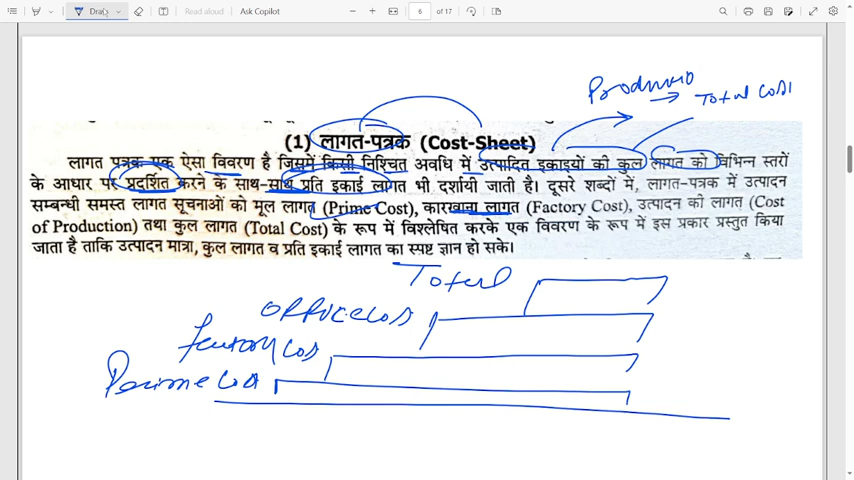 Draw
Read aloud
Ask Copilot
6 of 17
Production
Total Cost
(1) लागत-पत्रक (Cost-Sheet)
लागत पत्रक एक ऐसा विवरण है जिसमें किसी निश्चित अवधि में उत्पादित इकाइयों की कुल लागत को विभिन्न स्तरों
के आधार पर प्रदर्शित करने के साथ-साथ प्रति इकाई लागत भी दर्शायी जाती है। दूसरे शब्दों में, लागत-पत्रक में उत्पादन
सम्बन्धी समस्त लागत सूचनाओं को मूल लागत (Prime Cost), कारखाना लागत (Factory Cost), उत्पादन की लागत (Cost
of Production) तथा कुल लागत (Total Cost) के रूप में विश्लेषित करके एक विवरण के रूप में इस प्रकार प्रस्तुत किया
जाता है ताकि उत्पादन मात्रा, कुल लागत व प्रति इकाई लागत का स्पष्ट ज्ञान हो सके।
Total
office cos
factory cos
Prime cos